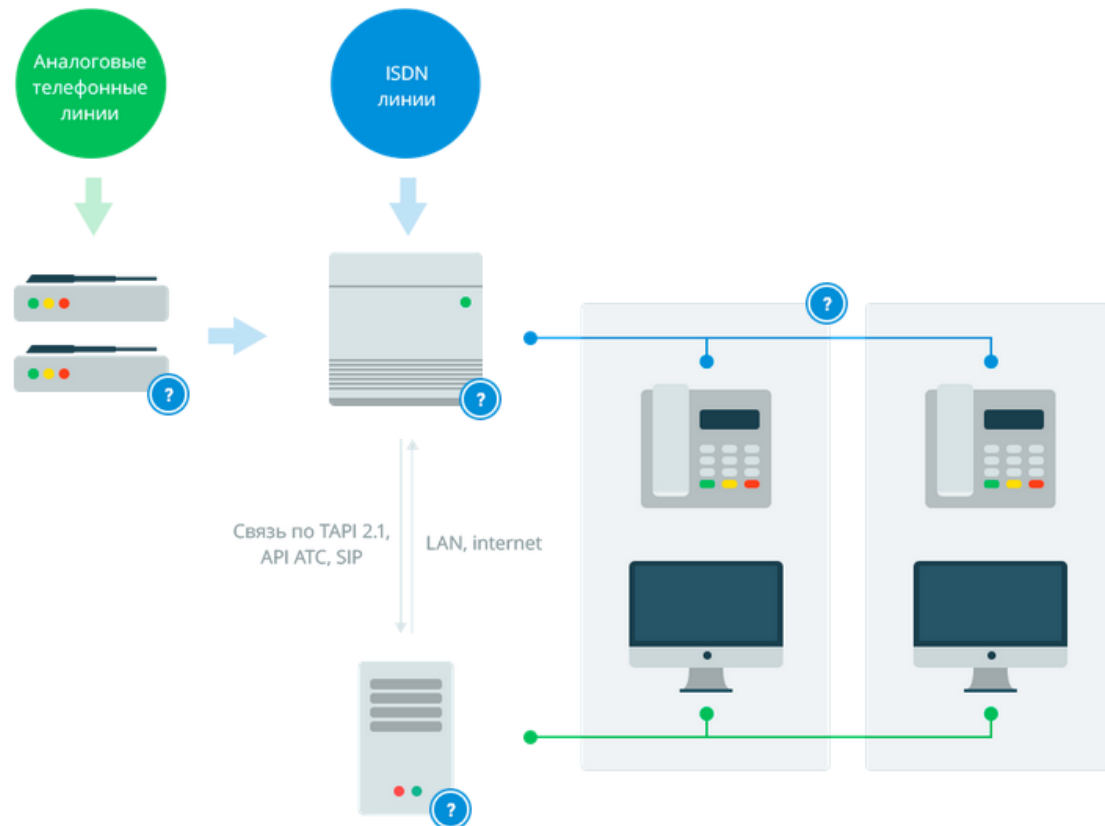 Аналоговые
телефонные
линии
ISDN
линии
?
?
?
Связь по TAPI 2.1,
API АТС, SIP
LAN, internet
?